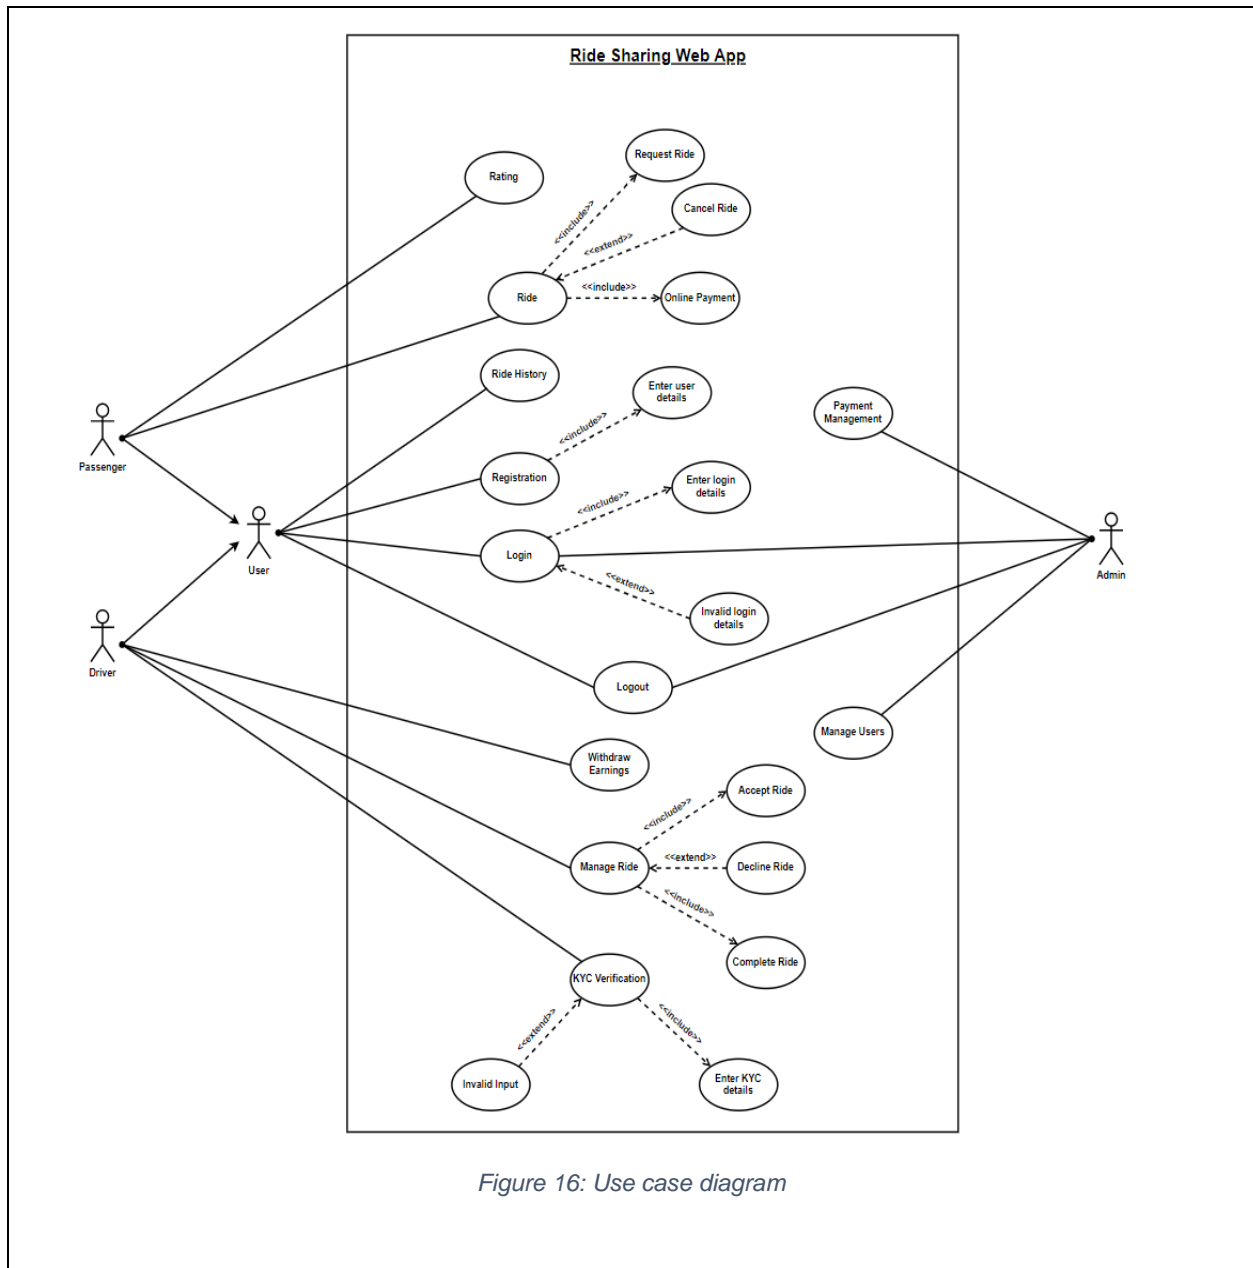 Ride Sharing Web App
Request Ride
Rating
Cancel Ride
<<include>>
<<extend>>
Ride
<<include>>
Online Payment
Ride History
Enter user
details
Payment
Management
<<include>>
Passenger
Registration
Enter login
details
<<include>>
User
Login
Admin
<<extend>>
Invalid login
details
Driver
Logout
Manage Users
Withdraw
Earnings
Accept Ride
<<include>>
Manage Ride
<<extend>>
Decline Ride
<<include>>
Complete Ride
KYC Verification
<<extend>>
<<include>>
Invalid Input
Enter KYC
details
Figure 16: Use case diagram